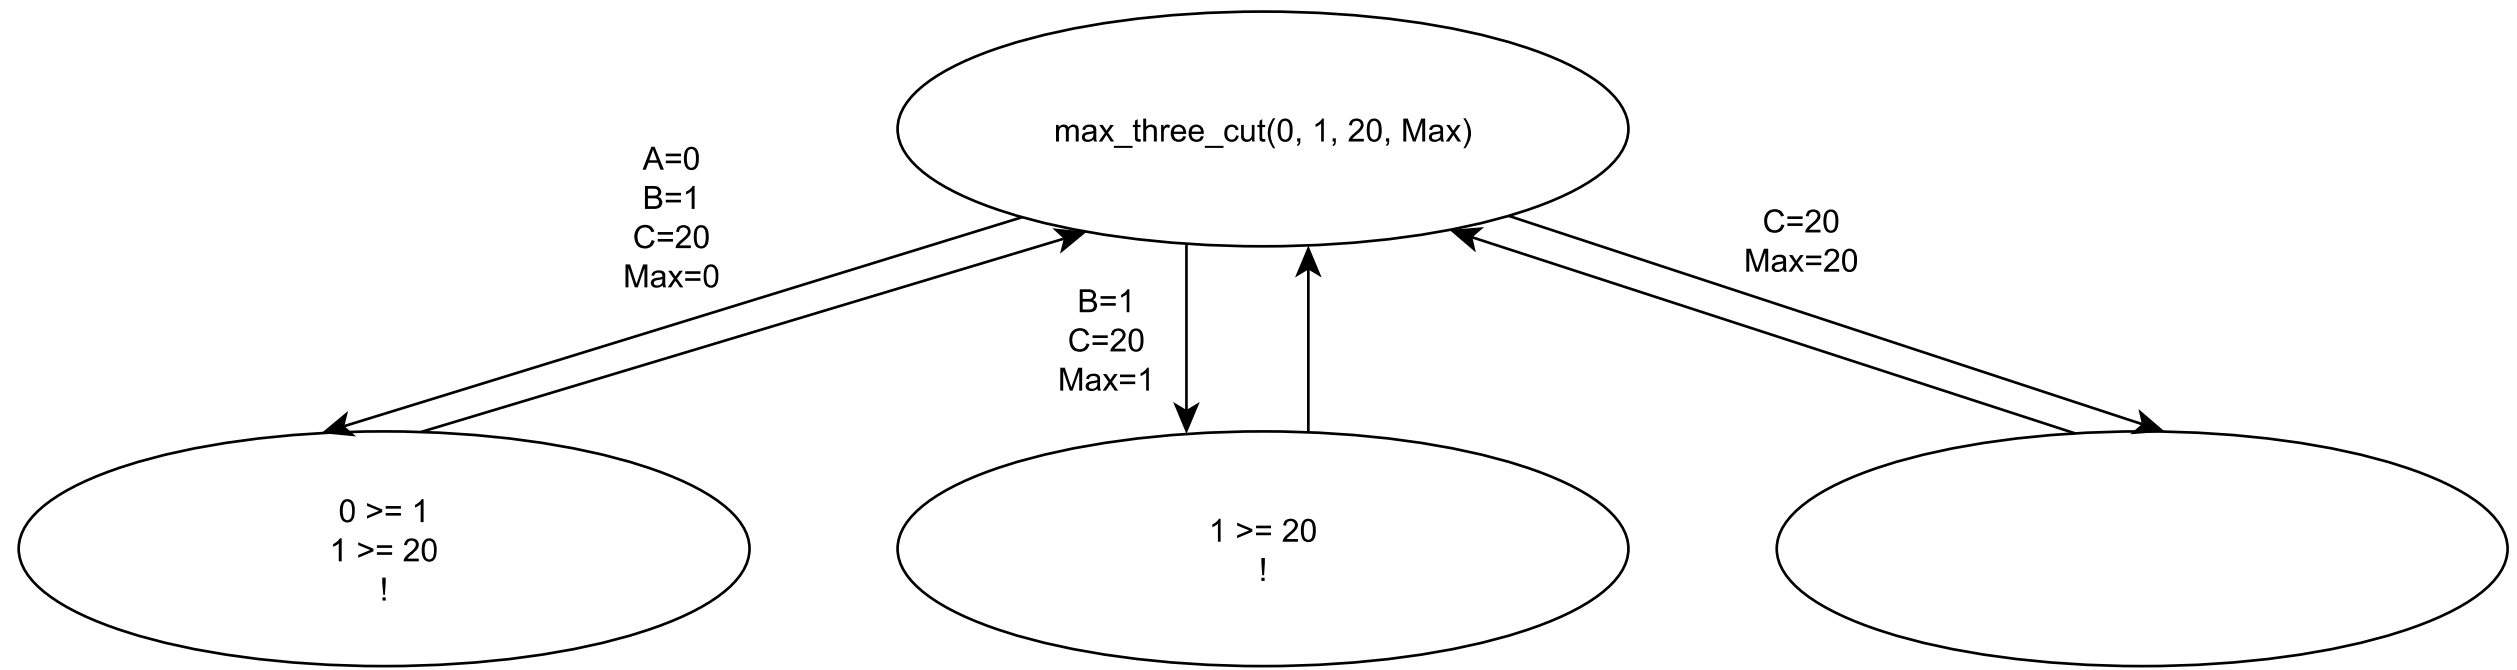 max_three_cut(0, 1, 20, Max)
A=0
B=1
C=20
Max=0
B=1
C=20
Max=1
C=20
Max=20
0 >= 1
1 >= 20
!
1 >= 20
!